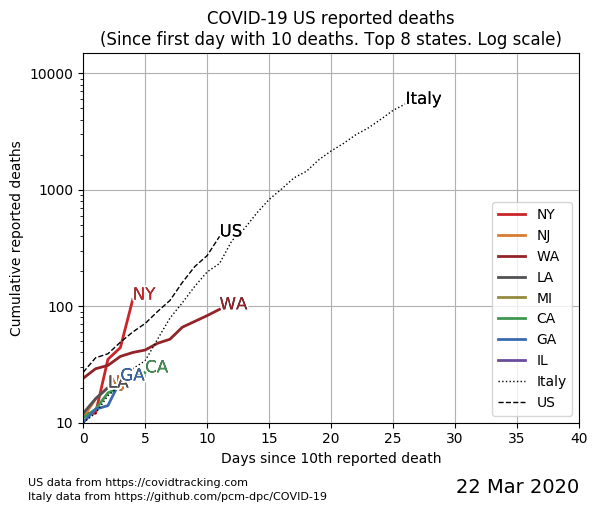 COVID-19 US reported deaths
(Since first day with 10 deaths. Top 8 states. Log scale)
Cumulative reported deaths
10000
1000
100
10
Italy
US
NY
WA
CA
GA
LA
NY
NJ
WA
LA
MI
CA
GA
IL
Italy
US
0
5
10
15
20
25
30
35
40
Days since 10th reported death
US data from https://covidtracking.com
Italy data from https://github.com/pcm-dpc/COVID-19
22 Mar 2020